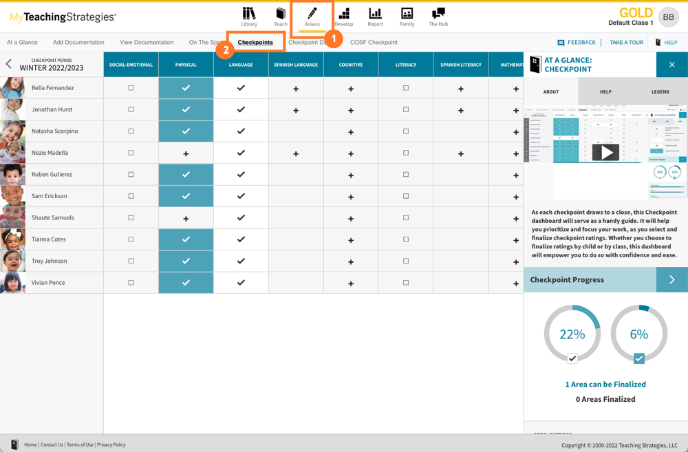 MyTeachingStrategies®
Library
Teach
Assess
Develop
Report
Family
The Hub
GOLD
Default Class 1
BB
1
At a Glance
Add Documentation
View Documentation
On The Spot
2
Checkpoints
Checkpoint
COSF Checkpoint
FEEDBACK
TAKE A TOUR
HELP
CHECKPOINT PERIOD
WINTER 2022/2023
SOCIAL-EMOTIONAL
PHYSICAL
LANGUAGE
SPANISH LANGUAGE
COGNITIVE
LITERACY
SPANISH LITERACY
MATHEMAT
Bella Fernandez
Jonathan Hurst
Natasha Scorpino
Nezie Madella
Ruben Gutierez
Sam Erickson
Shaute Samuels
Tianna Cotes
Troy Johnson
Vivian Ponce
AT A GLANCE:
CHECKPOINT
ABOUT
HELP
LEGEND
As each checkpoint draws to a close, this Checkpoint
dashboard will serve as a handy guide. It will help
you prioritize and focus your work, as you select and
finalize checkpoint ratings. Whether you choose to
finalize ratings by child or by class, this dashboard
will empower you to do so with confidence and ease.
Checkpoint Progress
22%
6%
1 Area can be Finalized
0 Areas Finalized
Home | Contact Us | Terms of Use | Privacy Policy
Copyright © 2000-2022 Teaching Strategies, LLC